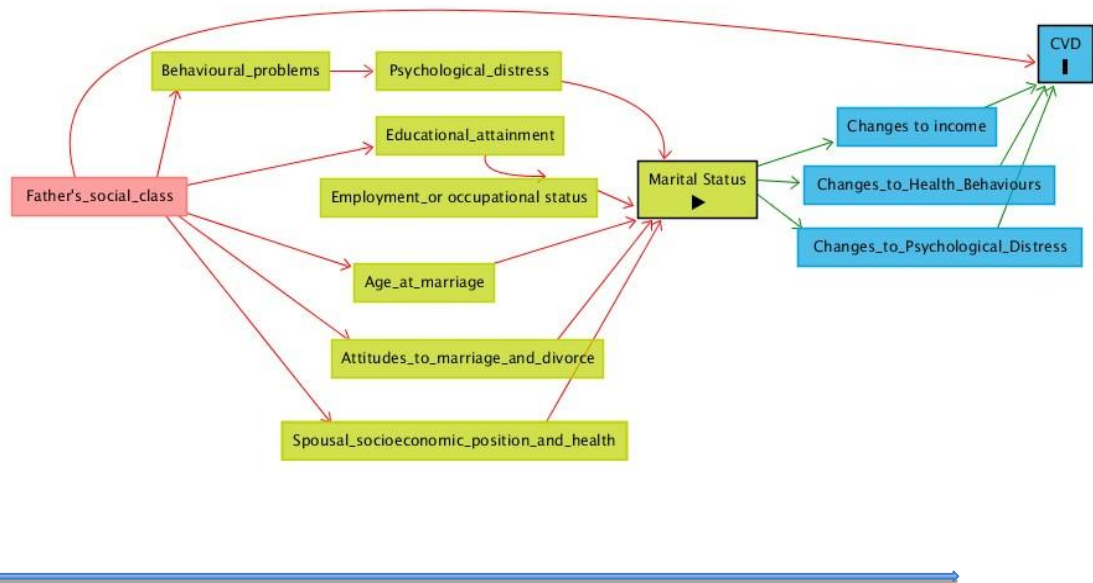 CVD
Behavioural_problems
Psychological_distress
Changes to income
Educational_attainment
Marital Status
Changes_to_Health_Behaviours
Father's_social_class
Employment_or occupational status
Changes_to_Psychological_Distress
Age_at_marriage
Attitudes_to_marriage_and_divorce
Spousal_socioeconomic_position_and_health